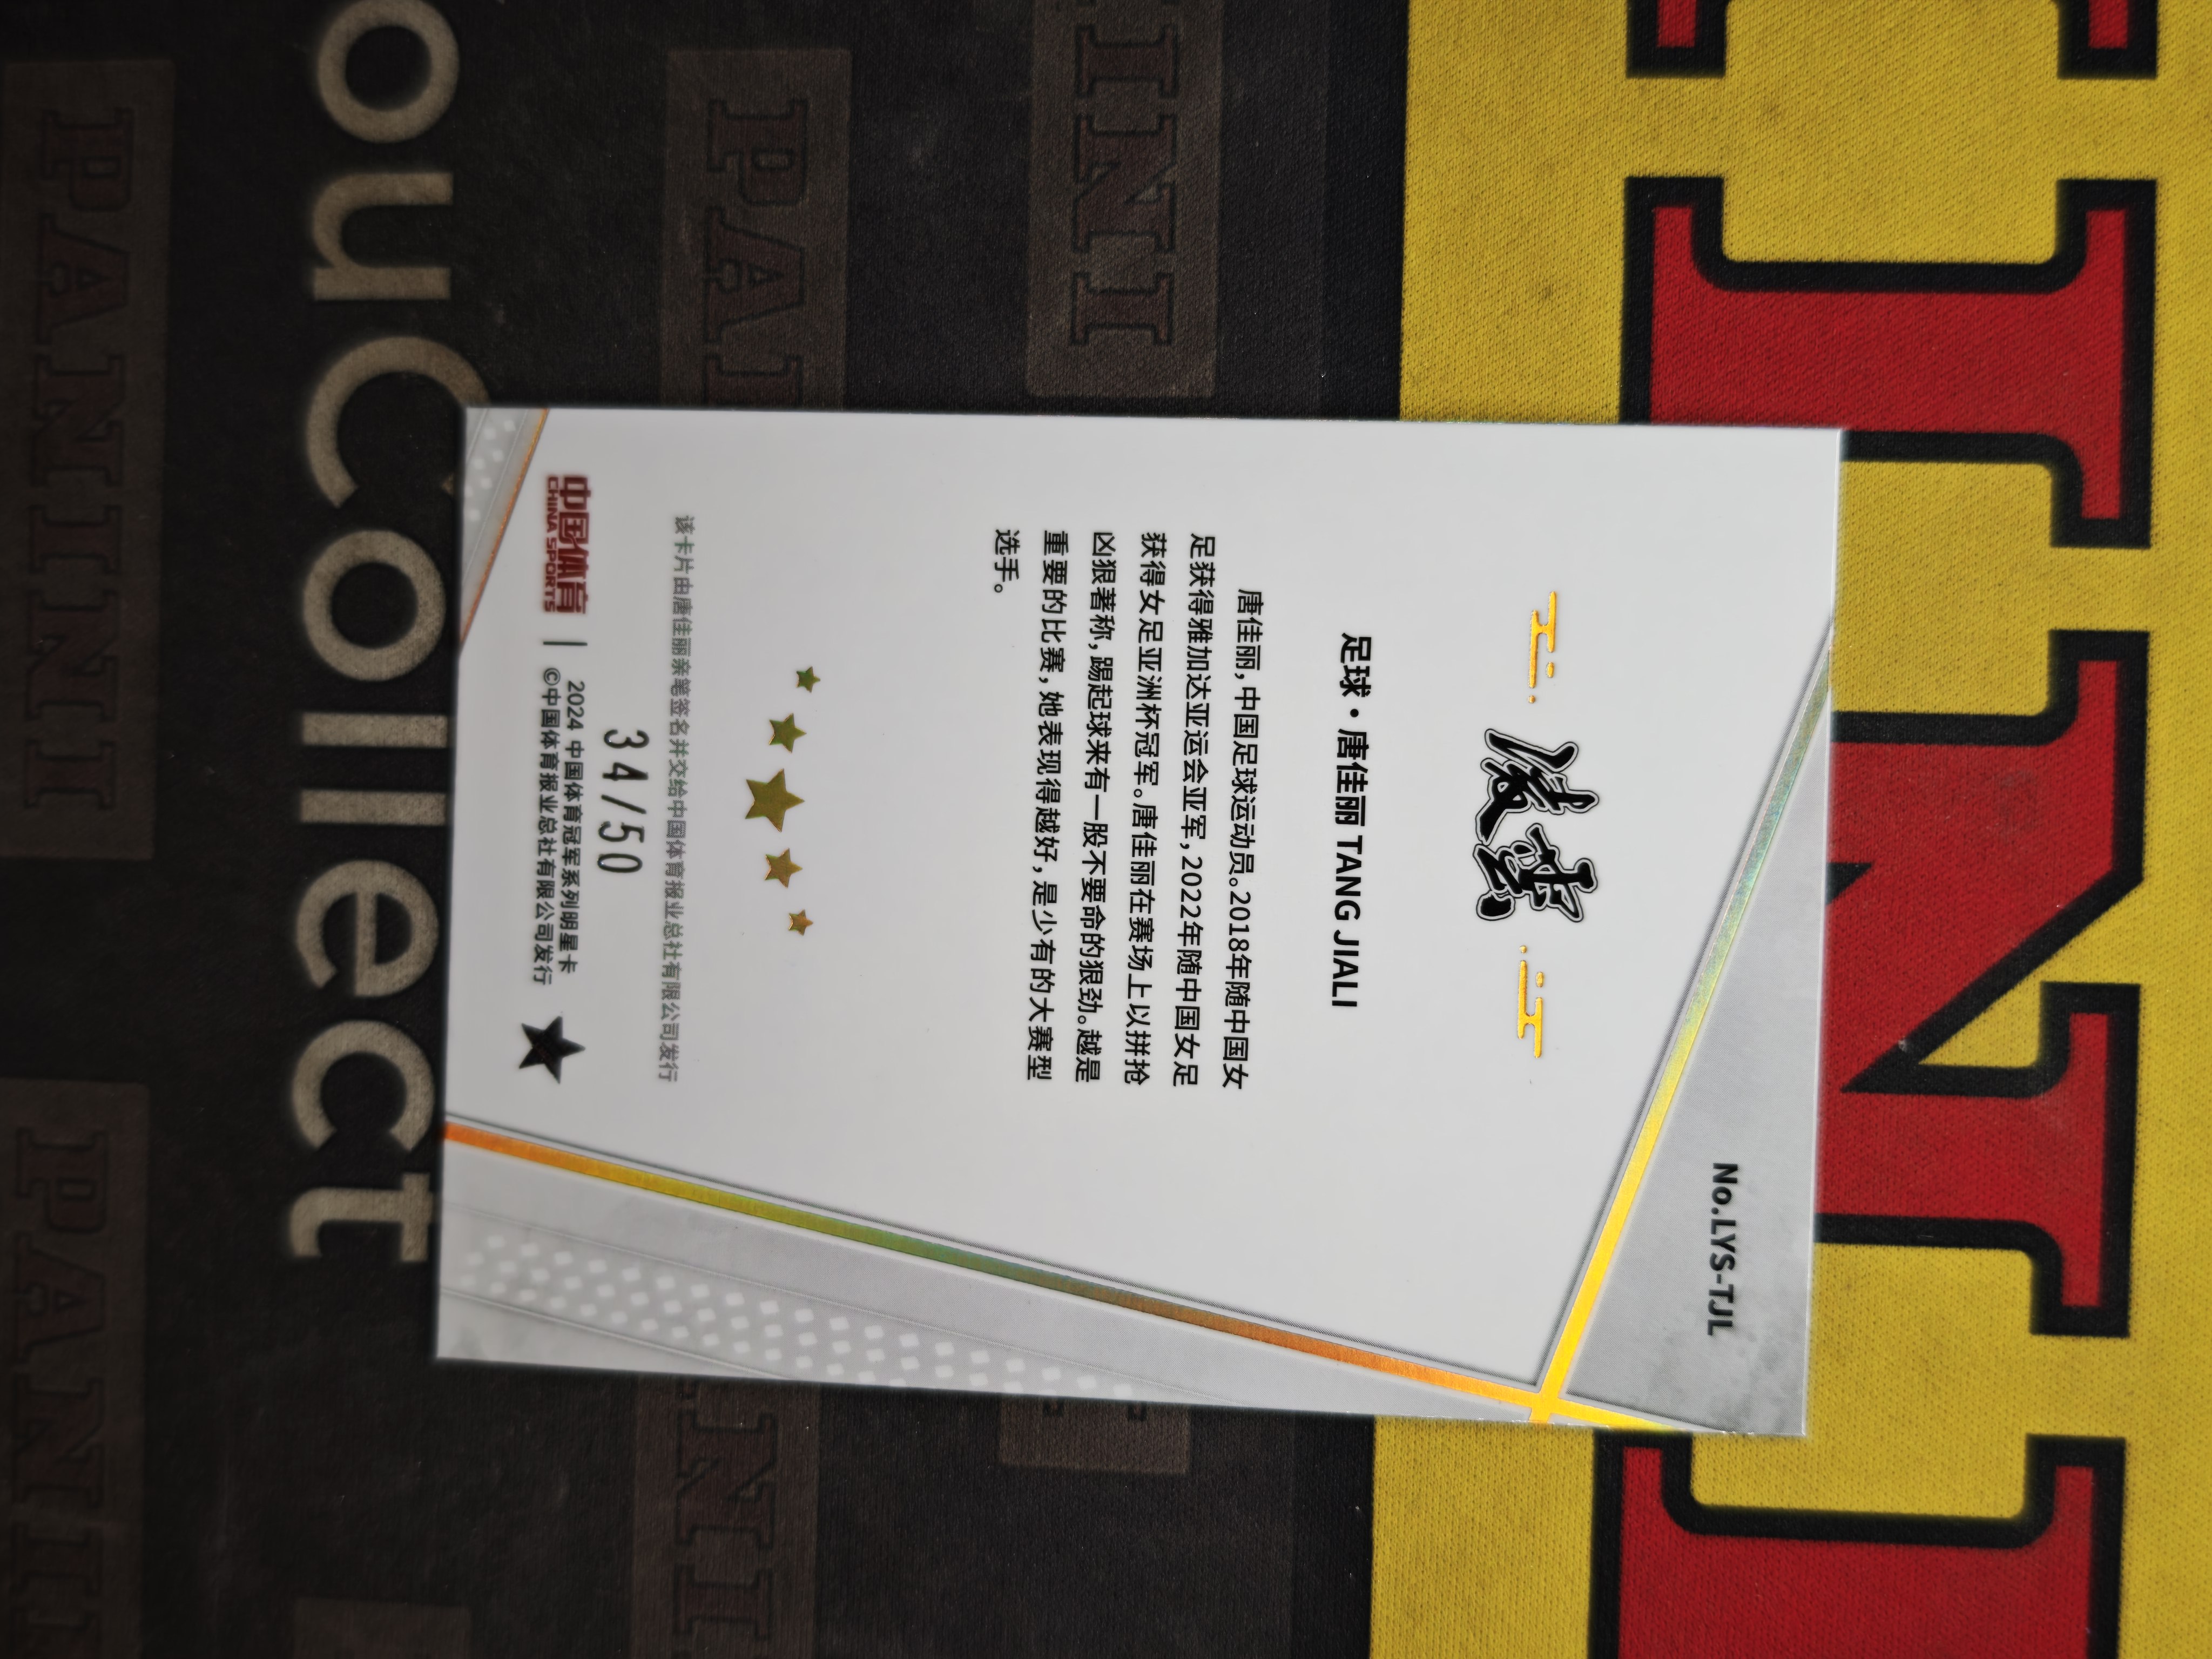 No.LYS-TJL
凌雲
足球·唐佳丽 TANG JIALI
唐佳丽,中国足球运动员。2018年随中国女
足获得雅加达亚运会亚军,2022年随中国女足
获得女足亚洲杯冠军。唐佳丽在赛场上以拼抢
凶狠著称,踢起球来有一股不要命的狠劲。越是
重要的比赛,她表现得越好,是少有的大赛型
选手。
该卡片由唐佳丽亲笔签名并交给中国体育报业总社有限公司发行
34/50
中国体育
CHINA SPORTS
2024 中国体育冠军系列明星卡
©中国体育报业总社有限公司发行
INI
INI
PANI
INI
ouCollect
PANINI
PANINI